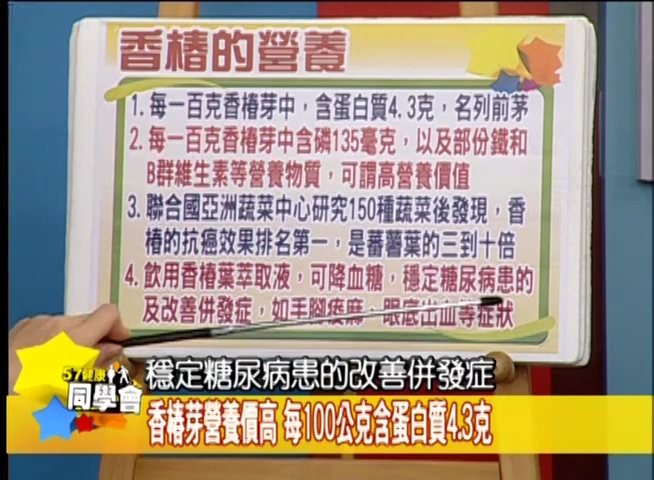 香椿的營養
1. 每一百克香椿芽中，含蛋白質4.3克，名列前茅
2. 每一百克香椿芽中含磷135毫克，以及部份鐵和
B群維生素等營養物質，可謂高營養價值
3. 聯合國亞洲蔬菜中心研究150種蔬菜後發現，香
椿的抗癌效果排名第一，是蕃薯葉的三到十倍
4. 飲用香椿葉萃取液，可降血糖，穩定糖尿病患的
及改善併發症，如手腳痠麻、眼底出血等症狀
穩定糖尿病患的改善併發症
57健康
同學會
香椿芽營養價高 每100公克含蛋白質4.3克